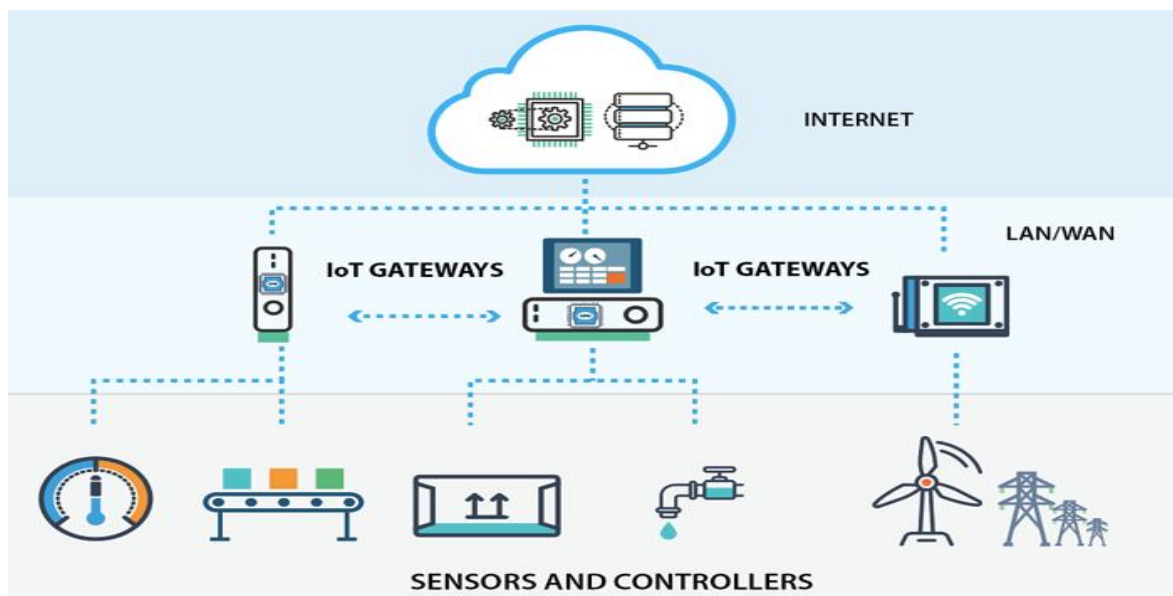 INTERNET
LAN/WAN
IoT GATEWAYS
IoT GATEWAYS
SENSORS AND CONTROLLERS